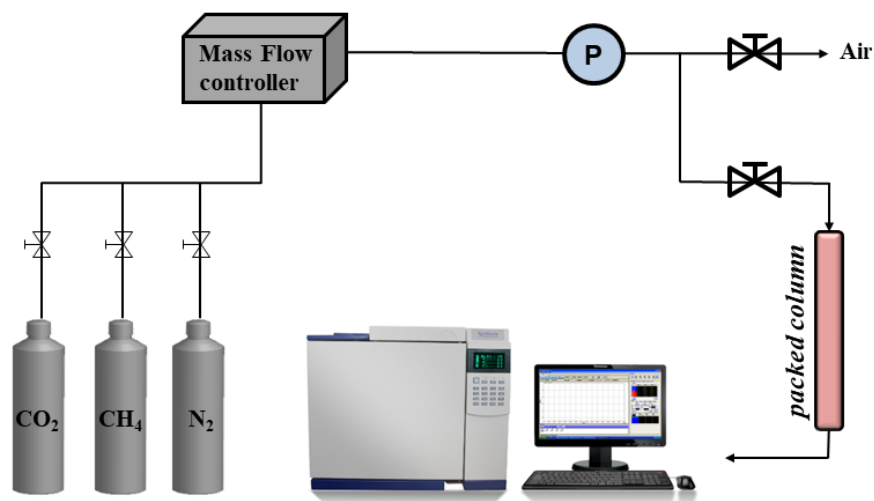 Mass Flow
controller
P
Air
packed column
CO₂
CH₄
N₂